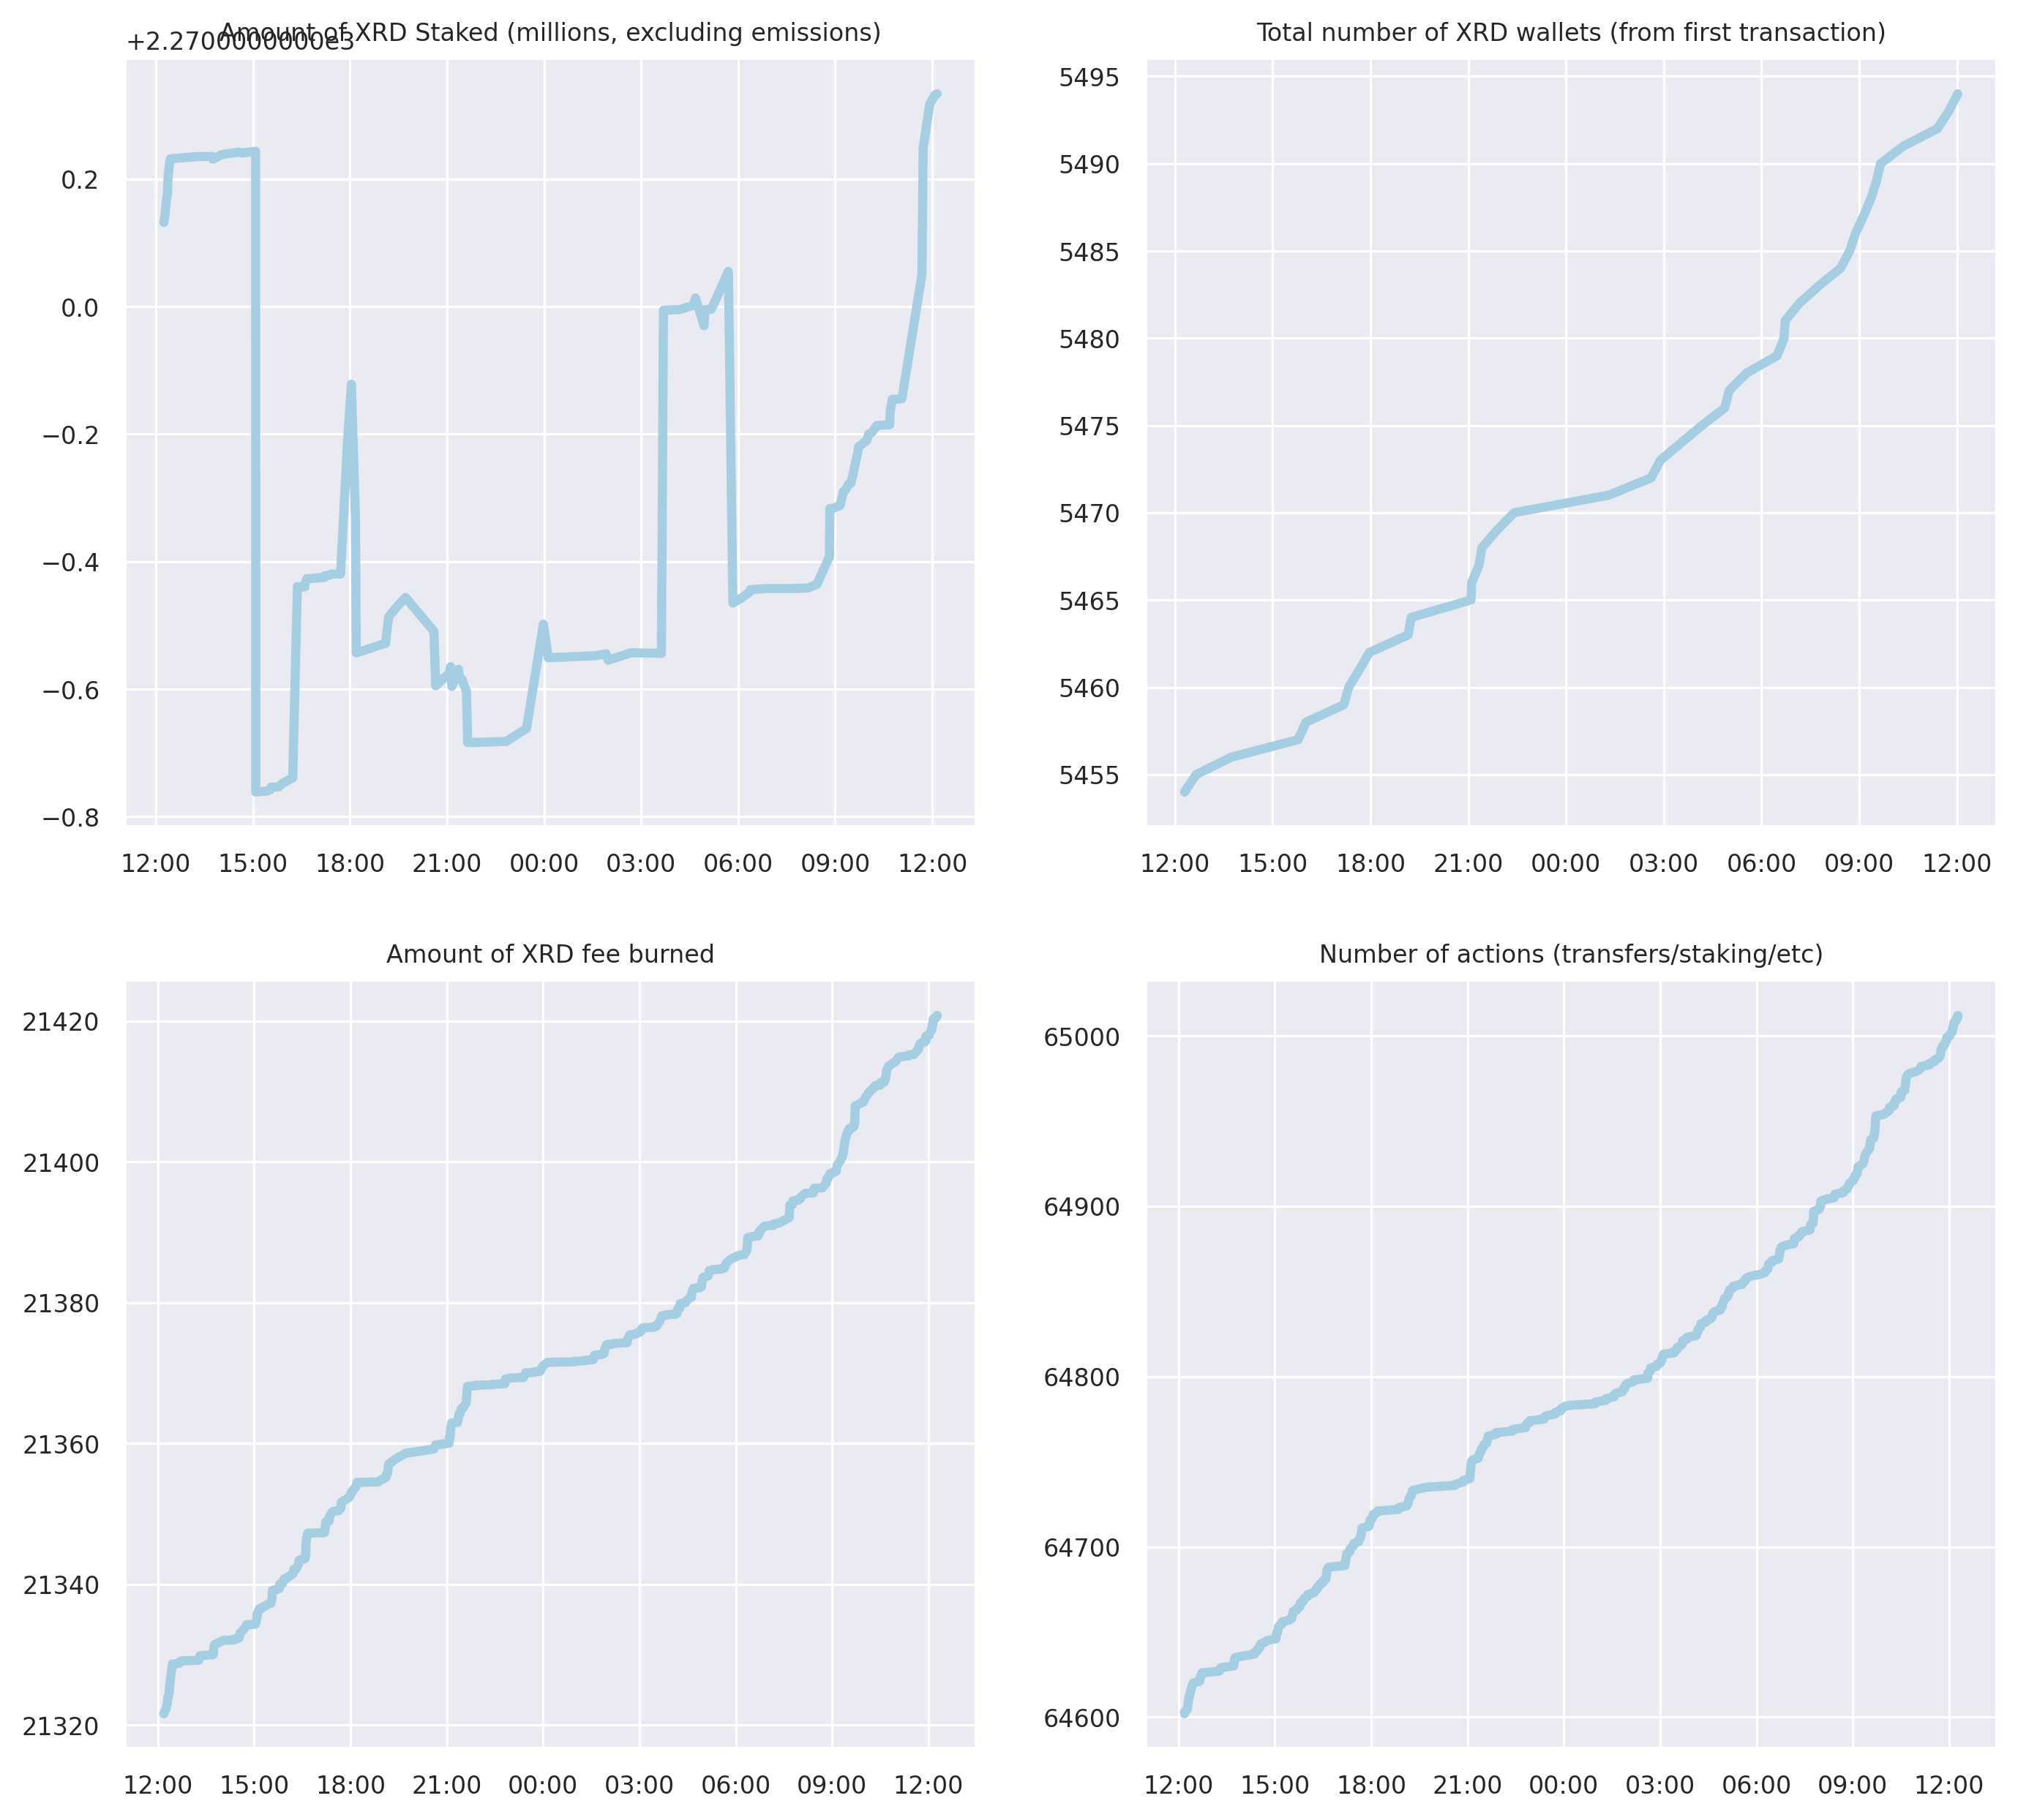 Amount of XRD Staked (millions, excluding emissions)
+2.2700000000e3
0.2
0.0
−0.2
−0.4
−0.6
−0.8
12:00 15:00 18:00 21:00 00:00 03:00 06:00 09:00 12:00
Total number of XRD wallets (from first transaction)
5495
5490
5485
5480
5475
5470
5465
5460
5455
12:00 15:00 18:00 21:00 00:00 03:00 06:00 09:00 12:00
Amount of XRD fee burned
21420
21400
21380
21360
21340
21320
12:00 15:00 18:00 21:00 00:00 03:00 06:00 09:00 12:00
Number of actions (transfers/staking/etc)
65000
64900
64800
64700
64600
12:00 15:00 18:00 21:00 00:00 03:00 06:00 09:00 12:00